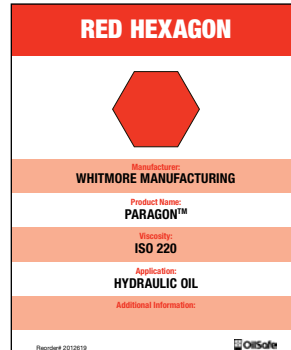 RED HEXAGON
Manufacturer:
WHITMORE MANUFACTURING
Product Name:
PARAGON™
Viscosity:
ISO 220
Application:
HYDRAULIC OIL
Additional Information:
Reorder# 2012619
OilSafe